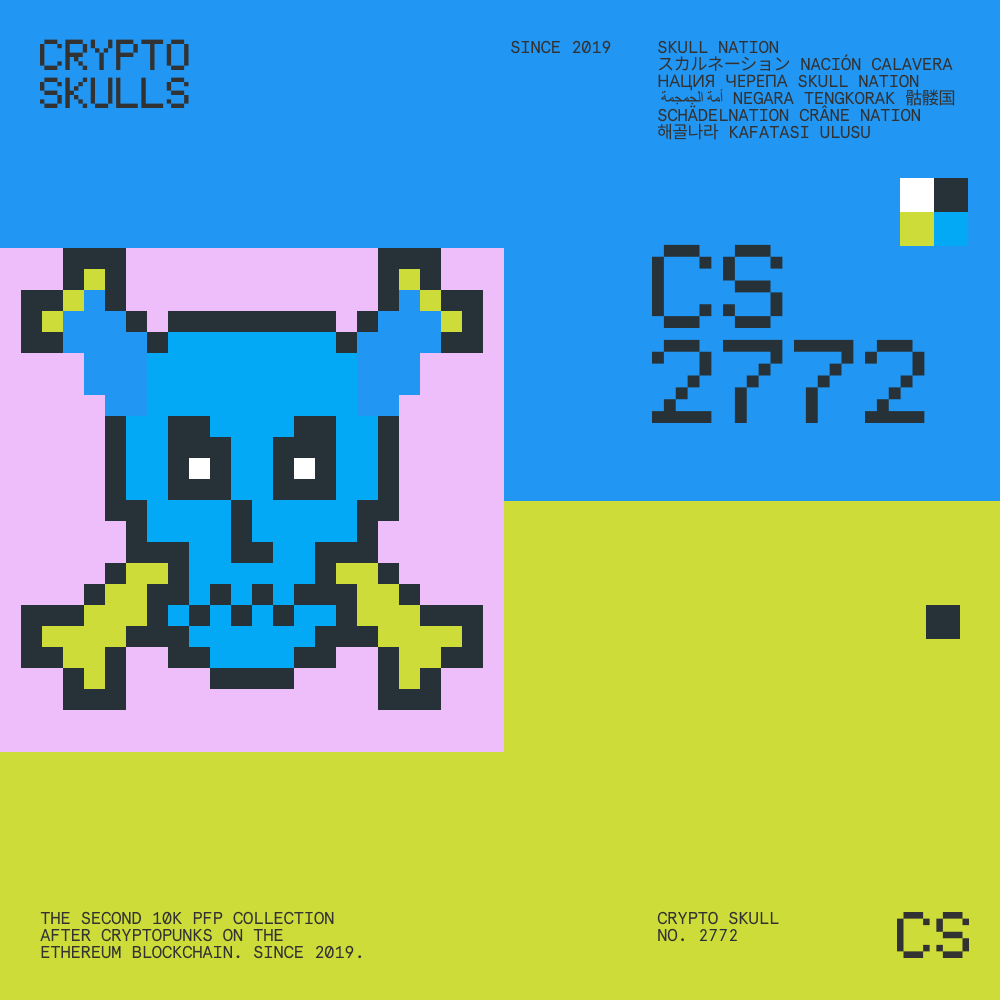 CRYPTO
SKULLS
SINCE 2019
SKULL NATION
スカルネーション NACIÓN CALAVERA
НАЦИЯ ЧЕРЕПА SKULL NATION
أمة الجمجمة NEGARA TENGKORAK 骷髅国
SCHÄDELNATION CRÂNE NATION
해골나라 KAFATASI ULUSU
CS
2772
THE SECOND 10K PFP COLLECTION
AFTER CRYPTOPUNKS ON THE
ETHEREUM BLOCKCHAIN. SINCE 2019.
CRYPTO SKULL
NO. 2772
CS